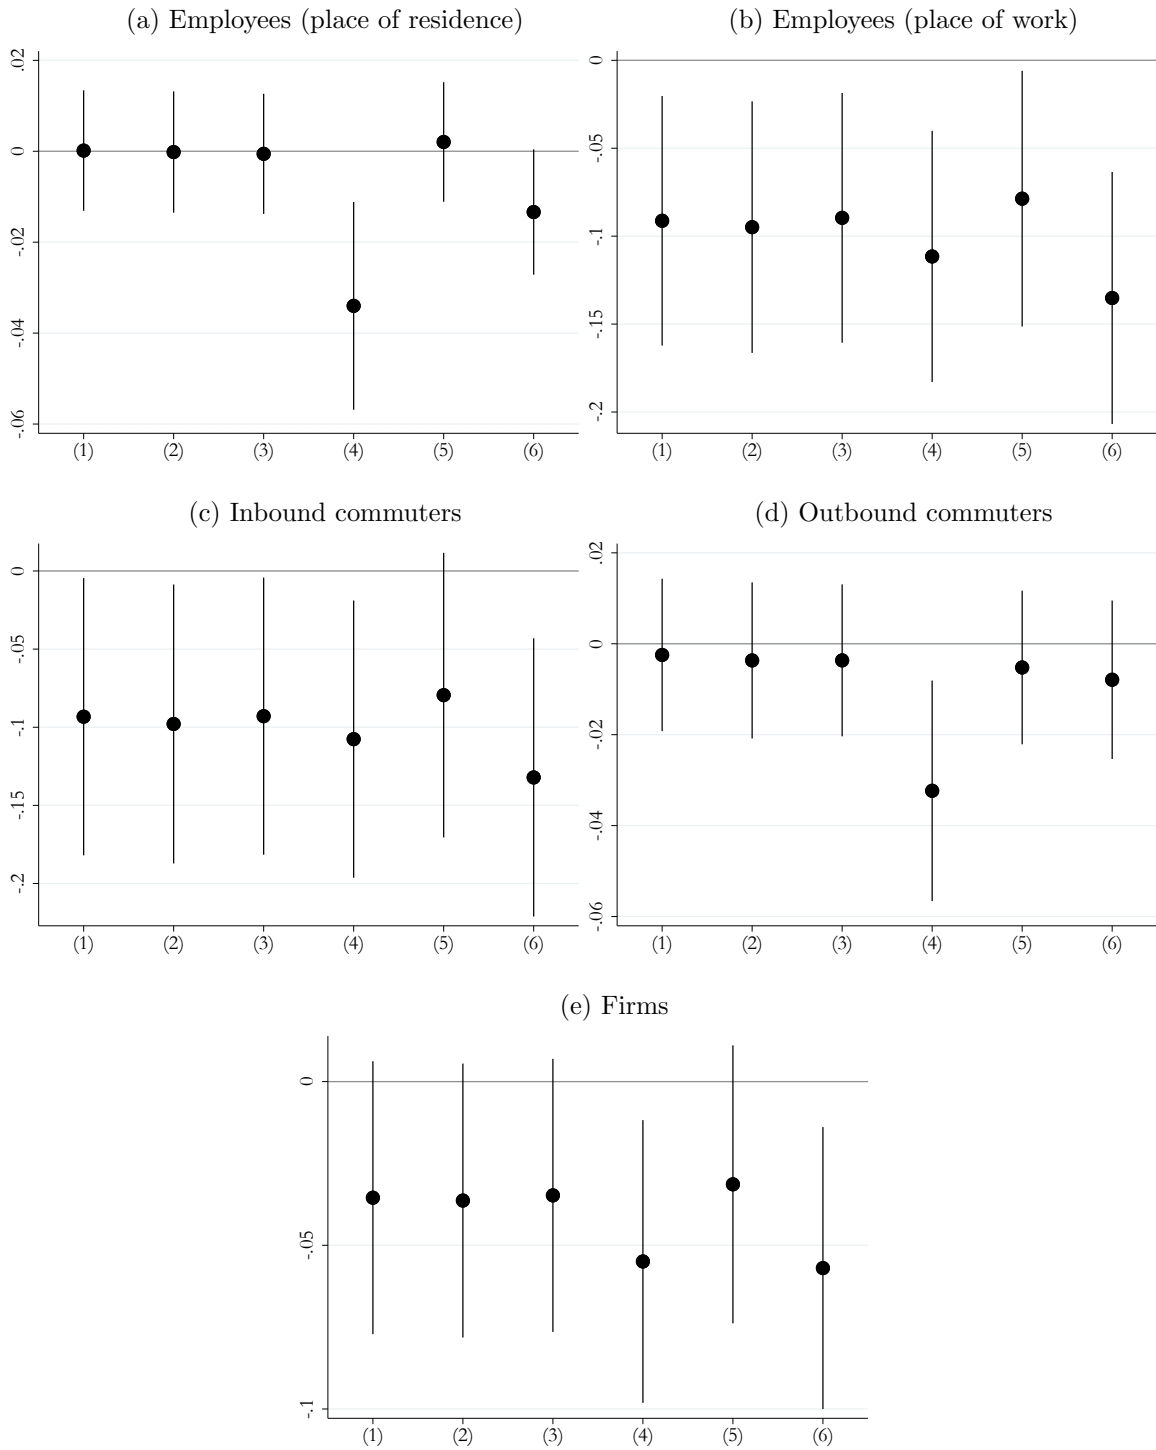 (a) Employees (place of residence)
.02
0
-.02
-.04
-.06
(1) (2) (3) (4) (5) (6)
(b) Employees (place of work)
0
-.05
-.1
-.15
-.2
(1) (2) (3) (4) (5) (6)
(c) Inbound commuters
0
-.05
-.1
-.15
-.2
(1) (2) (3) (4) (5) (6)
(d) Outbound commuters
.02
0
-.02
-.04
-.06
(1) (2) (3) (4) (5) (6)
(e) Firms
0
-.05
-.1
(1) (2) (3) (4) (5) (6)